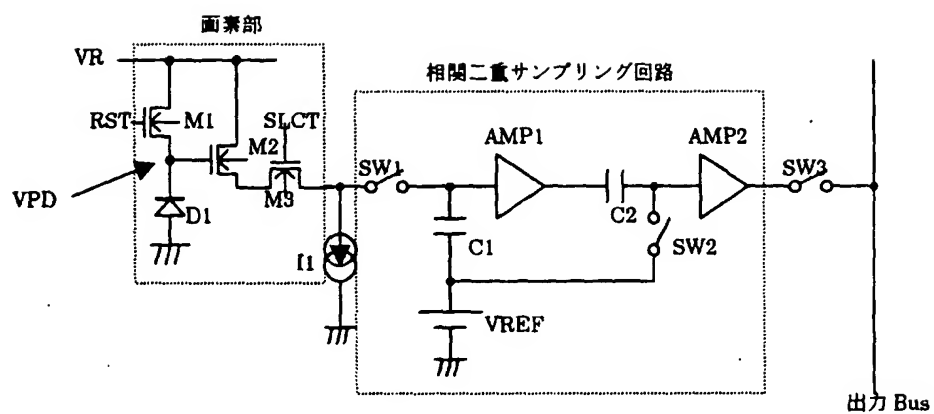 画素部
VR
相関二重サンプリング回路
RST
M1
SLCT
AMP1
AMP2
M2
SW1
SW3
VPD
M3
D1
C1
C2
SW2
I1
VREF
出力 Bus